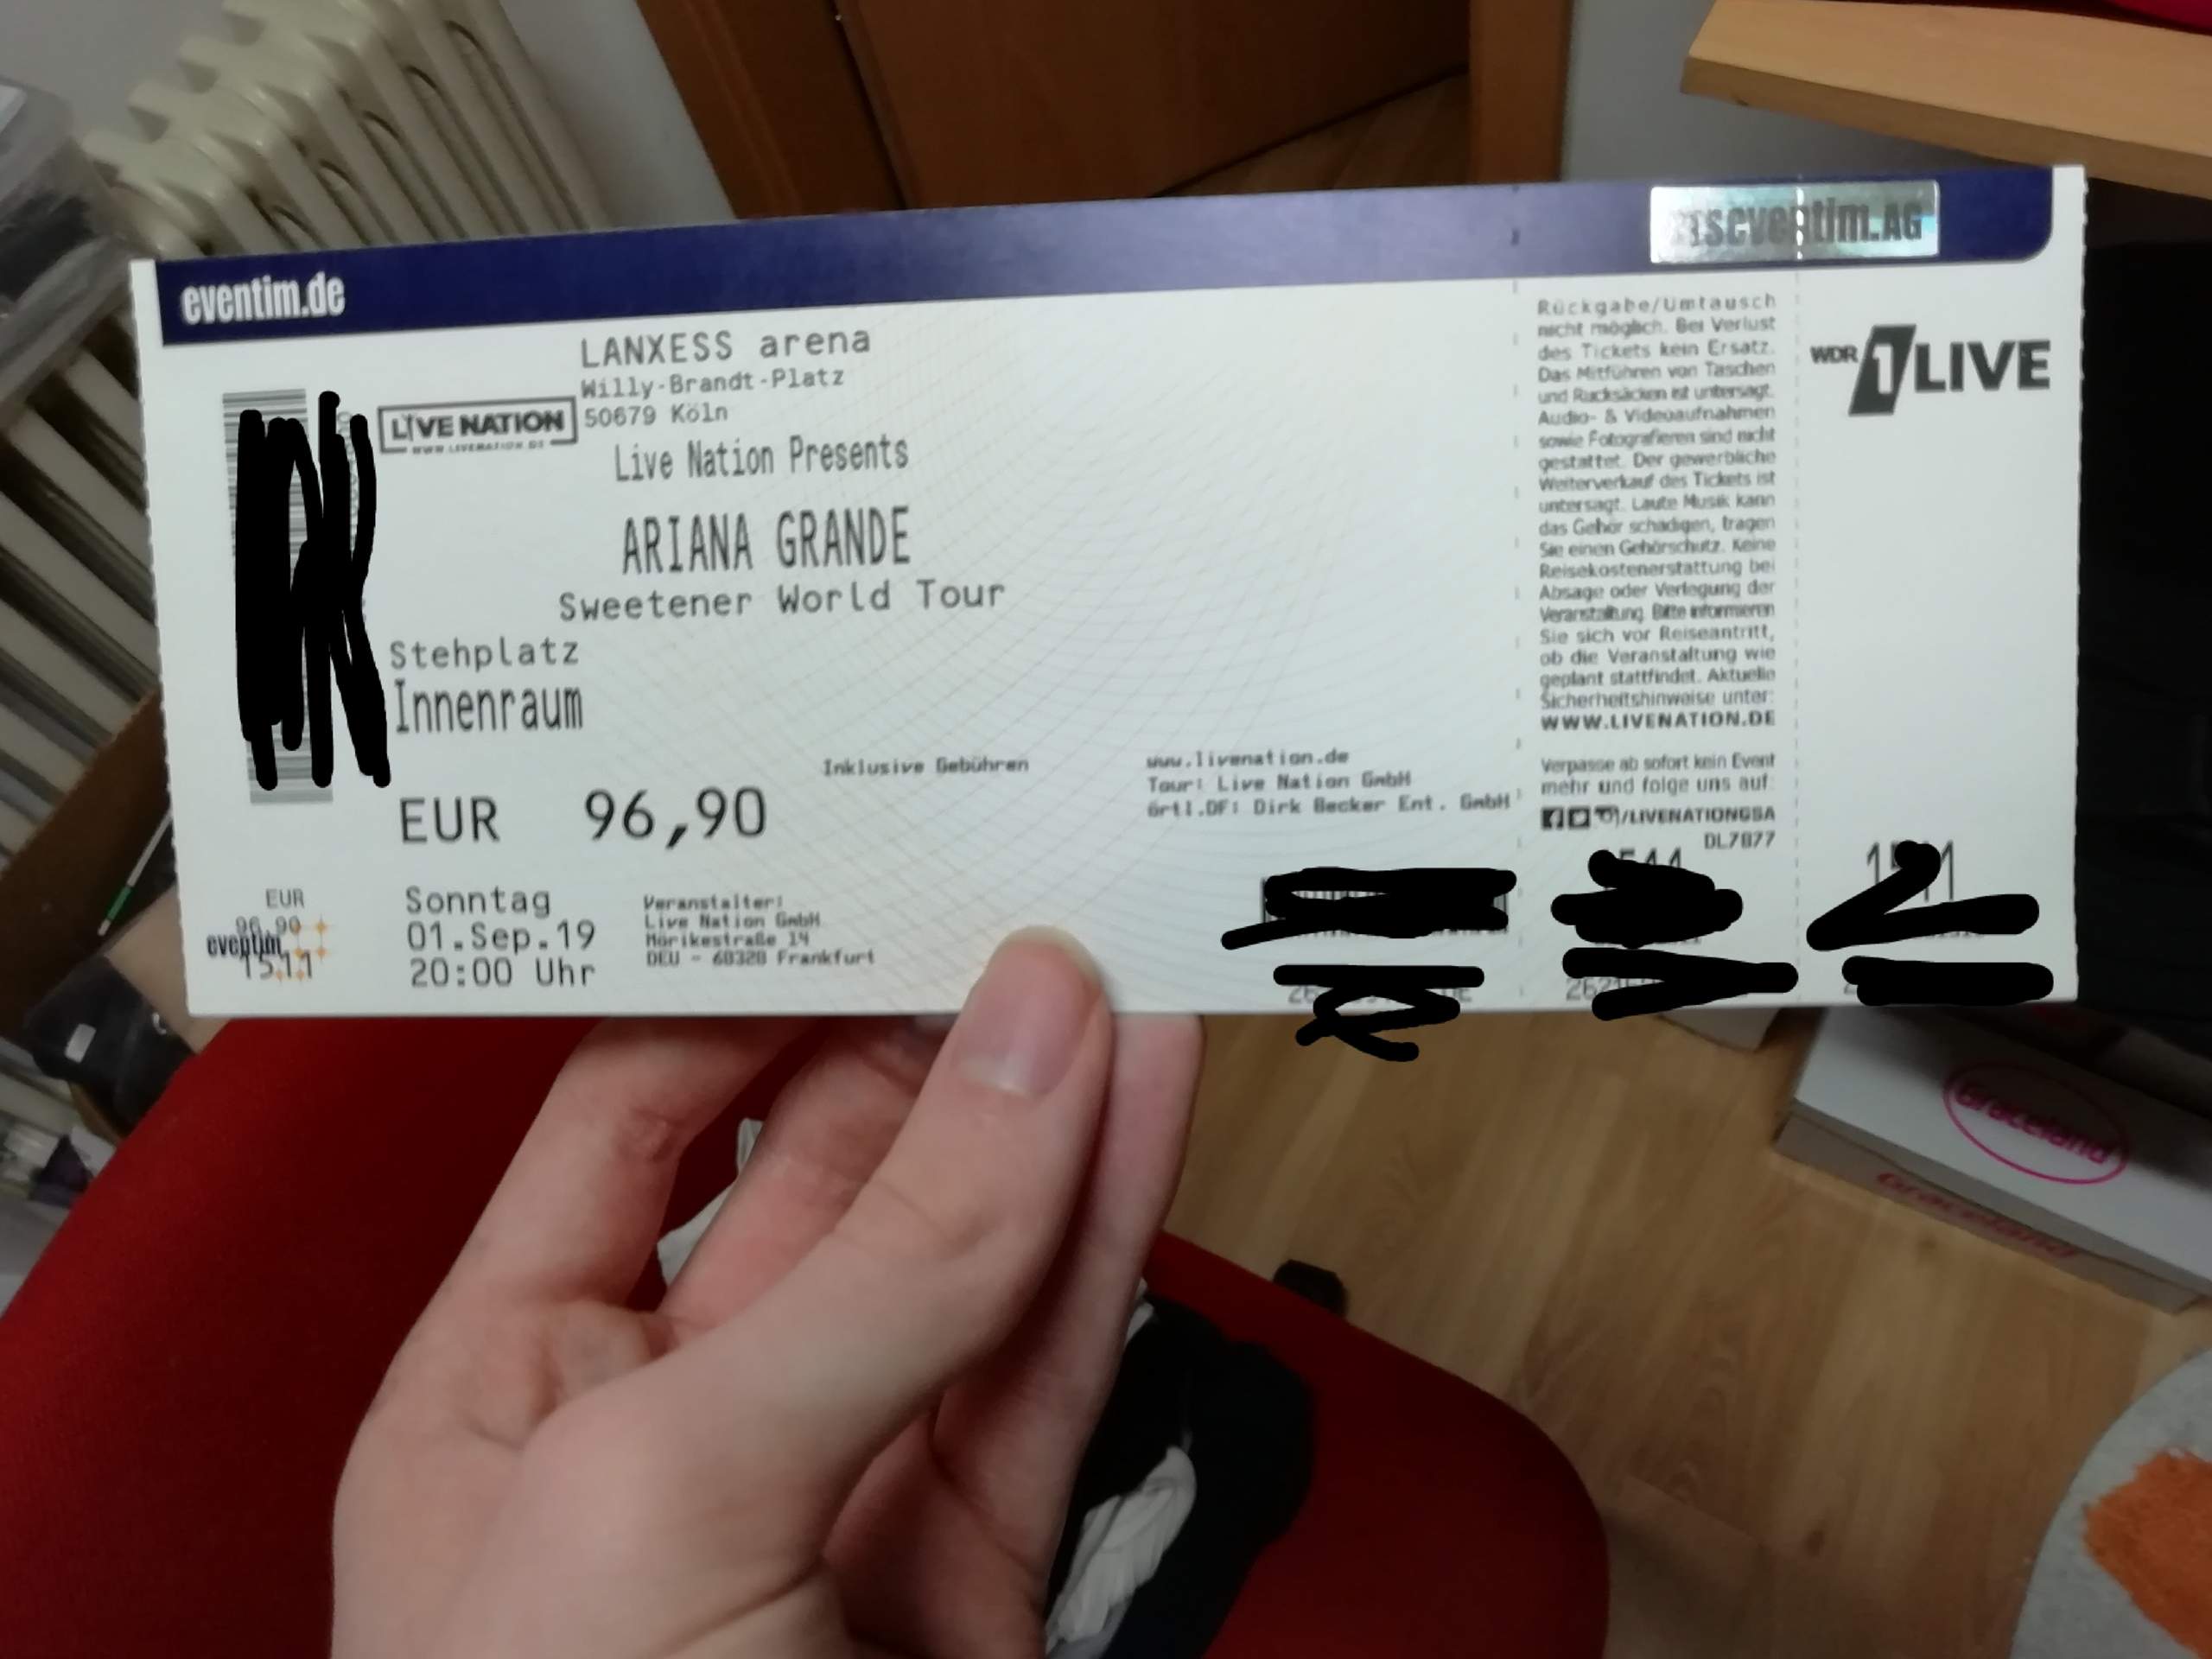 eventim.de
eventim.AG
LANXESS arena
Willy-Brandt-Platz
50679 Köln
LIVE NATION
WWW.LIVENATION.DE
Live Nation Presents
ARIANA GRANDE
Sweetener World Tour
Stehplatz
Innenraum
Inklusive Gebühren
EUR 96,90
www.livenation.de
Tour: Live Nation GmbH
örtl.DF: Dirk Becker Ent. GmbH
EUR
96,90
eventim
15.11
Sonntag
01.Sep.19
20:00 Uhr
Veranstalter:
Live Nation GmbH
Mörikestraße 14
DEU - 60320 Frankfurt
Rückgabe/Umtausch
nicht möglich. Bei Verlust
des Tickets kein Ersatz.
Das Mitführen von Taschen
und Rucksäcken ist untersagt.
Audio- & Videoaufnahmen
sowie Fotografieren sind nicht
gestattet. Der gewerbliche
Weiterverkauf des Tickets ist
untersagt. Laute Musik kann
das Gehör schädigen, tragen
Sie einen Gehörschutz. Keine
Reisekostenerstattung bei
Absage oder Verlegung der
Veranstaltung. Bitte informieren
Sie sich vor Reiseantritt,
ob die Veranstaltung wie
geplant stattfindet. Aktuelle
Sicherheitshinweise unter:
WWW.LIVENATION.DE
Verpasse ab sofort kein Event
mehr und folge uns auf:
/LIVENATIONGSA
DL7877
WDR 1LIVE
Graceland
Graceland